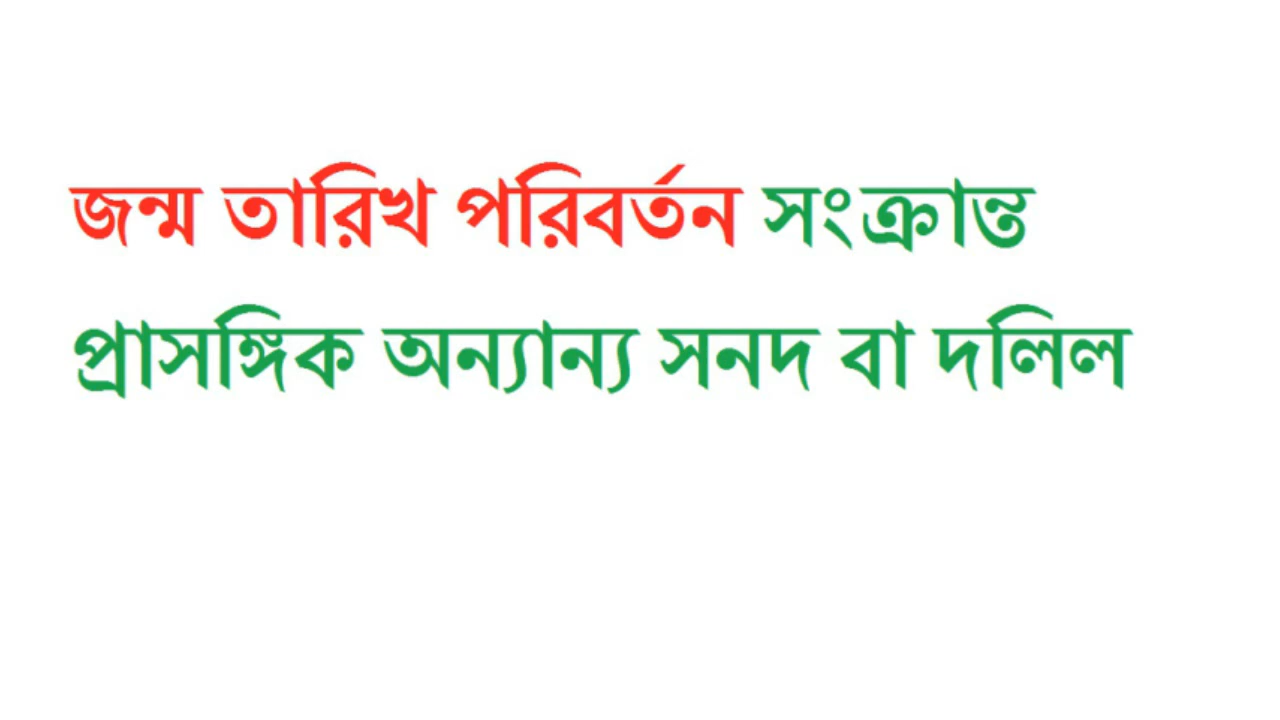 জন্ম তারিখ পরিবর্তন সংক্রান্ত
প্রাসঙ্গিক অন্যান্য সনদ বা দলিল